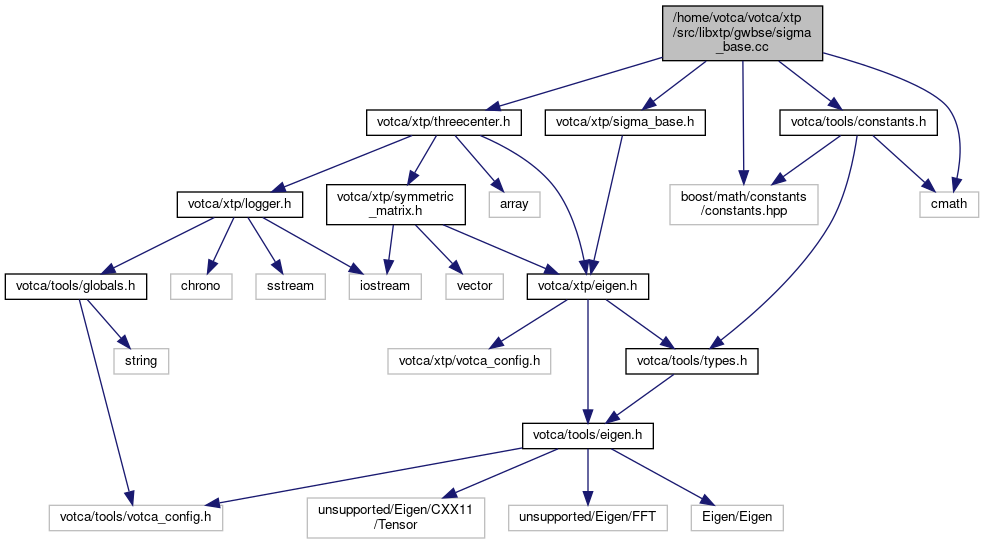 /home/votca/votca/xtp
/src/libxtp/gwbse/sigma
_base.cc
votca/xtp/threecenter.h
votca/xtp/sigma_base.h
votca/tools/constants.h
votca/xtp/logger.h
votca/xtp/symmetric
_matrix.h
array
boost/math/constants
/constants.hpp
cmath
votca/tools/globals.h
chrono
sstream
iostream
vector
votca/xtp/eigen.h
string
votca/xtp/votca_config.h
votca/tools/types.h
votca/tools/eigen.h
votca/tools/votca_config.h
unsupported/Eigen/CXX11
/Tensor
unsupported/Eigen/FFT
Eigen/Eigen